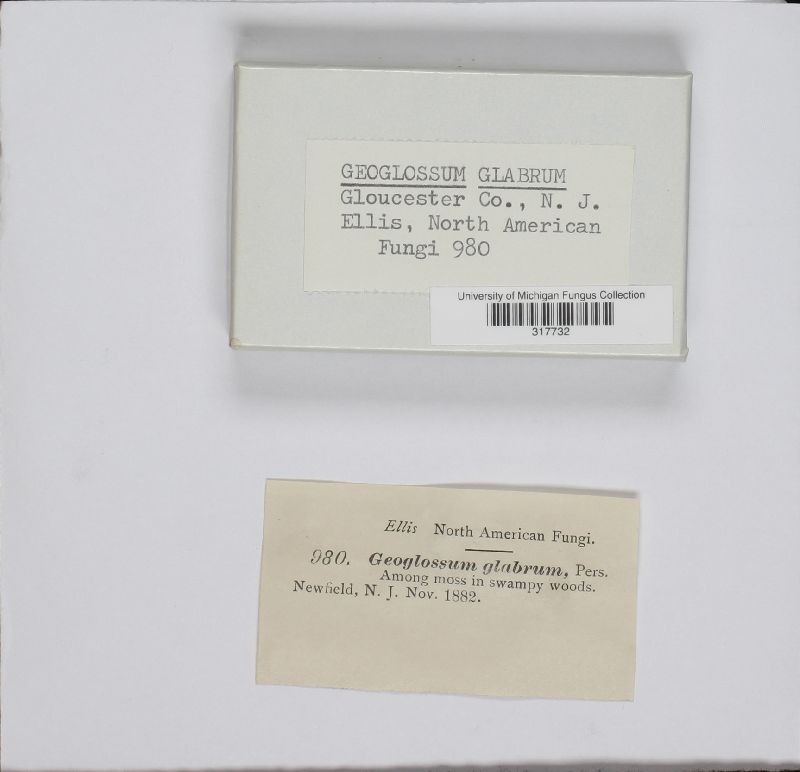 GEOGLOSSUM GLABRUM
Gloucester Co., N. J.
Ellis, North American
Fungi 980
University of Michigan Fungus Collection
317732
Ellis North American Fungi.
980. Geoglossum glabrum, Pers.
Among moss in swampy woods.
Newfield, N. J. Nov. 1882.